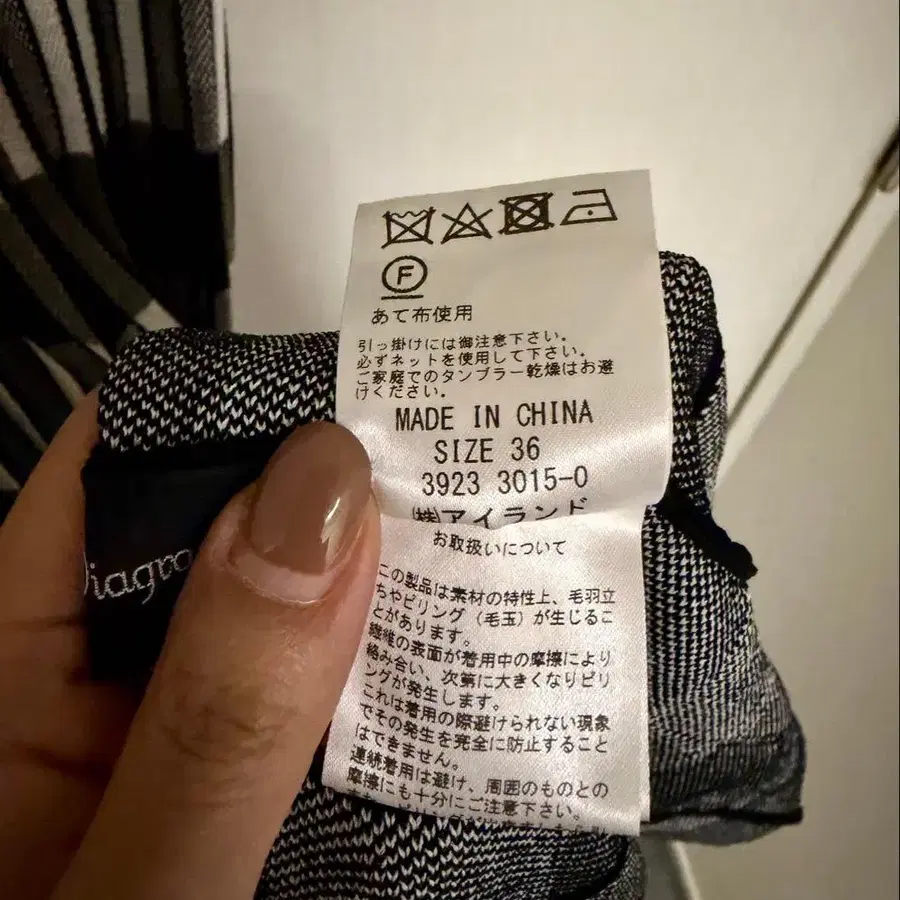 F
あて布使用
引っ掛けには御注意下さい。
必ずネットを使用して下さい。
ご家庭でのタンブラー乾燥はお避
けください。
MADE IN CHINA
SIZE 36
3923 3015-0
㈱アイランド
お取扱いについて
この製品は素材の特性上、毛羽立
ちやピリング（毛玉）が生じるこ
とがあります。
繊維の表面が着用中の摩擦により
絡み合い、次第に大きくなりピリ
ングが発生します。
これは着用の際避けられない現象
でその発生を完全に防止すること
はできません。
連続着用は避け、周囲のものとの
摩擦にも十分にご注意下さい。
iagra